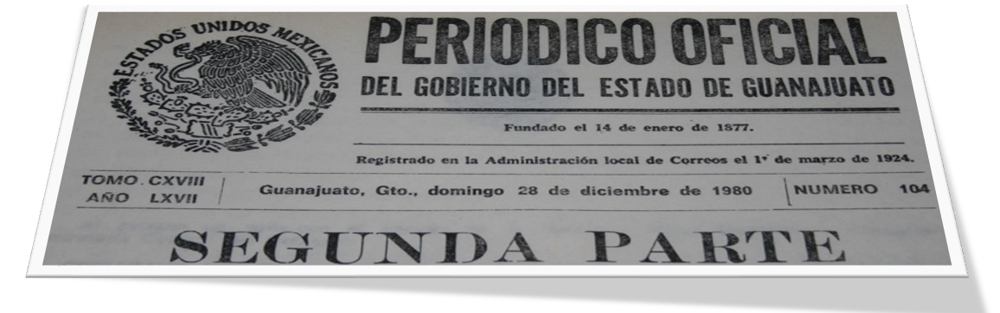 ESTADOS UNIDOS MEXICANOS
PERIODICO OFICIAL
DEL GOBIERNO DEL ESTADO DE GUANAJUATO
Fundado el 14 de enero de 1877.
Registrado en la Administración local de Correos el 1º de marzo de 1924.
TOMO CXVIII
AÑO LXVII
Guanajuato, Gto., domingo 28 de diciembre de 1980
NUMERO 104
SEGUNDA PARTE